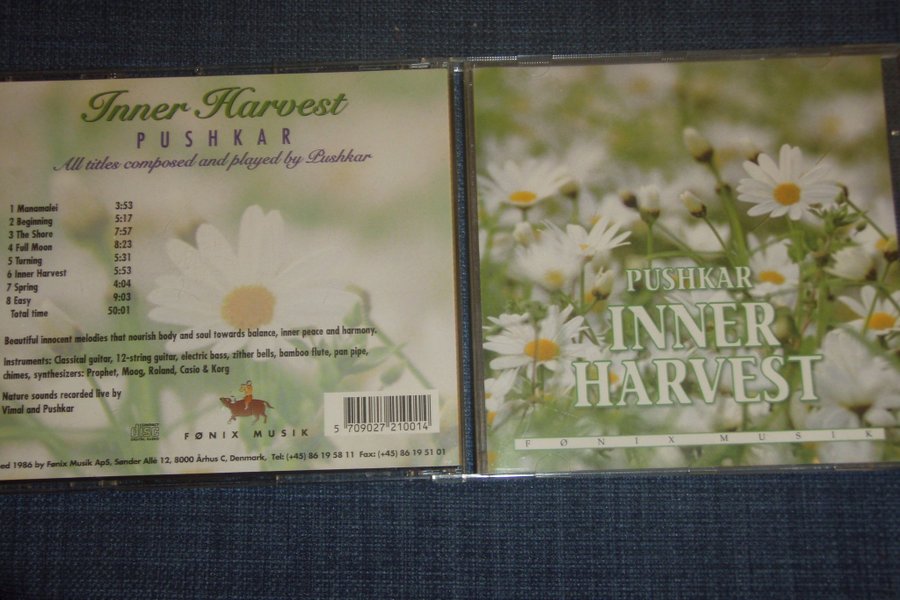 Inner Harvest
PUSHKAR
All titles composed and played by Pushkar
1 Manamalei 3:53
2 Beginning 5:17
3 The Shore 7:57
4 Full Moon 8:23
5 Turning 5:31
6 Inner Harvest 5:53
7 Spring 4:04
8 Easy 9:03
Total time 50:01
Beautiful innocent melodies that nourish body and soul towards balance, inner peace and harmony.
Instruments: Classical guitar, 12-string guitar, electric bass, zither bells, bamboo flute, pan pipe,
chimes, synthesizers: Prophet, Moog, Roland, Casio & Korg
Nature sounds recorded live by
Vimal and Pushkar
COMPACT
disc
DIGITAL AUDIO
FØNIX MUSIK
5 709027 210014
1986 by Fønix Musik ApS, Sønder Allé 12, 8000 Århus C, Denmark, Tel: (+45) 86 19 58 11 Fax: (+45) 86 19 51 01
PUSHKAR
INNER
HARVEST
FØNIX MUSIK